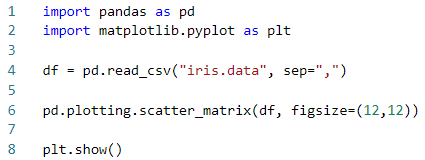 1 import pandas as pd
2 import matplotlib.pyplot as plt
3
4 df = pd.read_csv("iris.data", sep=",")
5
6 pd.plotting.scatter_matrix(df, figsize=(12,12))
7
8 plt.show()